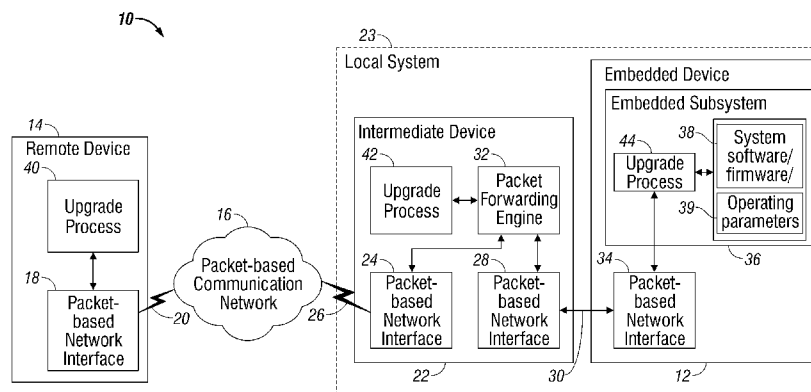 10
23
Local System
Embedded Device
Embedded Subsystem
14
Remote Device
40
Upgrade
Process
18
Packet-
based
Network
Interface
20
16
Packet-based
Communication
Network
26
Intermediate Device
42
Upgrade
Process
32
Packet
Forwarding
Engine
24
Packet-
based
Network
Interface
28
Packet-
based
Network
Interface
22
30
44
Upgrade
Process
38
System
software/
firmware/
39
Operating
parameters
36
34
Packet-
based
Network
Interface
12